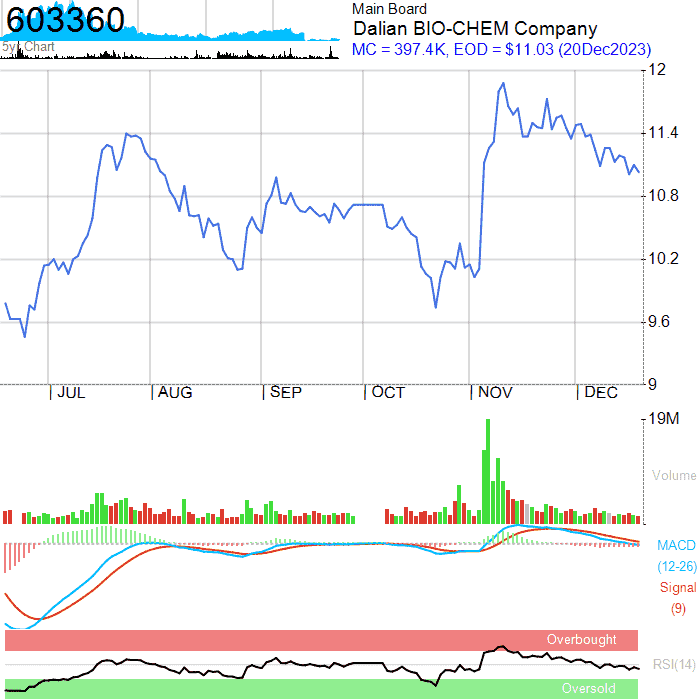 603360
5yr Chart
Main Board
Dalian BIO-CHEM Company
MC = 397.4K, EOD = $11.03 (20Dec2023)
12
11.4
10.8
10.2
9.6
9
JUL AUG SEP OCT NOV DEC
19M
Volume
MACD
(12-26)
Signal
(9)
Overbought
RSI(14)
Oversold